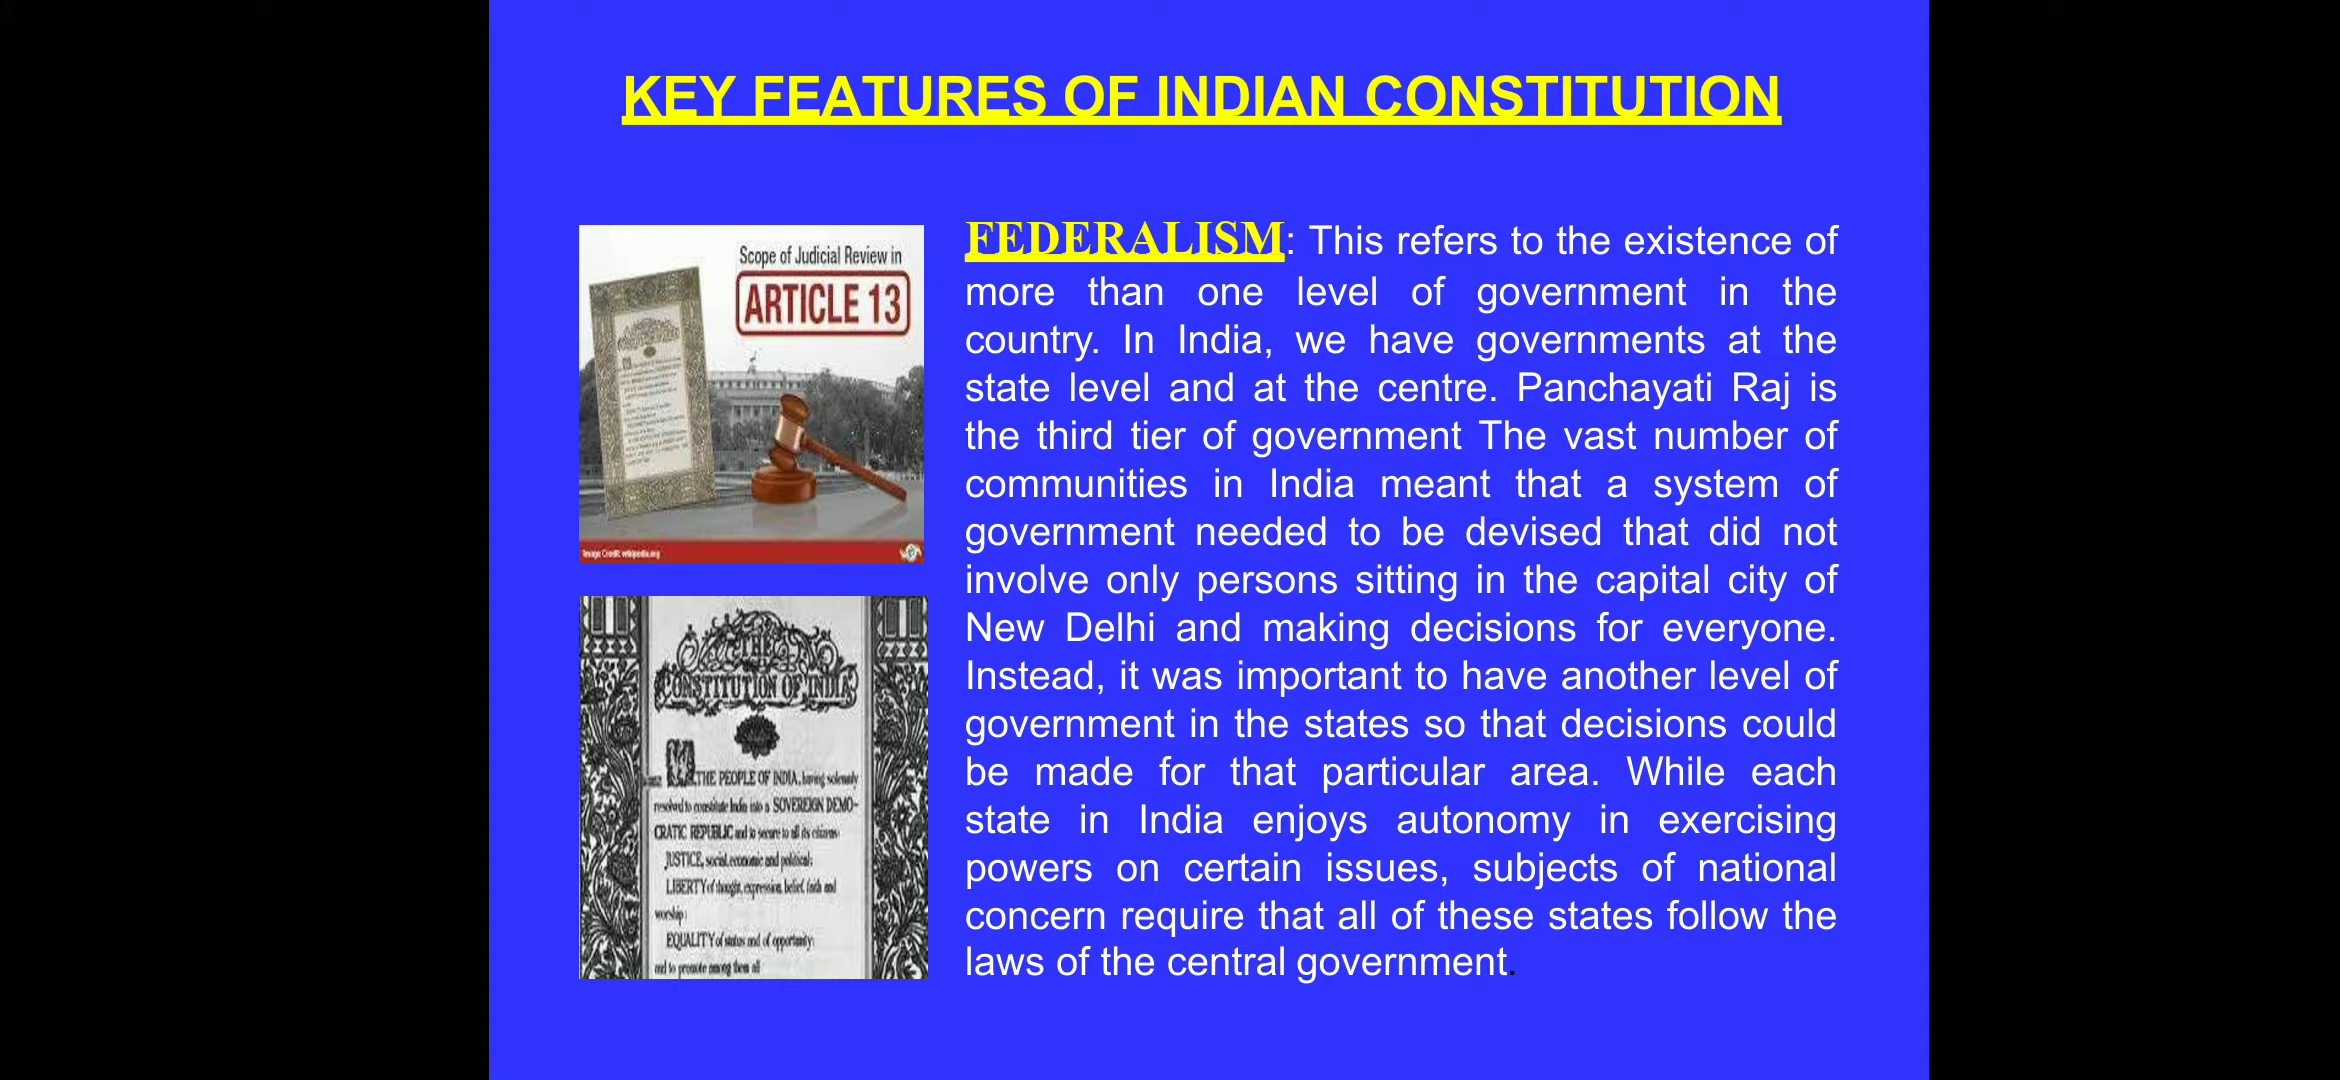 KEY FEATURES OF INDIAN CONSTITUTION
Scope of Judicial Review in
ARTICLE 13
Image Credit: wikipedia.org
THE
CONSTITUTION OF INDIA
WE, THE PEOPLE OF INDIA, having solemnly
resolved to constitute India into a SOVEREIGN DEMO-
CRATIC REPUBLIC and to secure to all its citizens:
JUSTICE, social, economic and political;
LIBERTY of thought, expression, belief, faith and
worship;
EQUALITY of status and of opportunity;
and to promote among them all
FEDERALISM: This refers to the existence of
more than one level of government in the
country. In India, we have governments at the
state level and at the centre. Panchayati Raj is
the third tier of government The vast number of
communities in India meant that a system of
government needed to be devised that did not
involve only persons sitting in the capital city of
New Delhi and making decisions for everyone.
Instead, it was important to have another level of
government in the states so that decisions could
be made for that particular area. While each
state in India enjoys autonomy in exercising
powers on certain issues, subjects of national
concern require that all of these states follow the
laws of the central government.